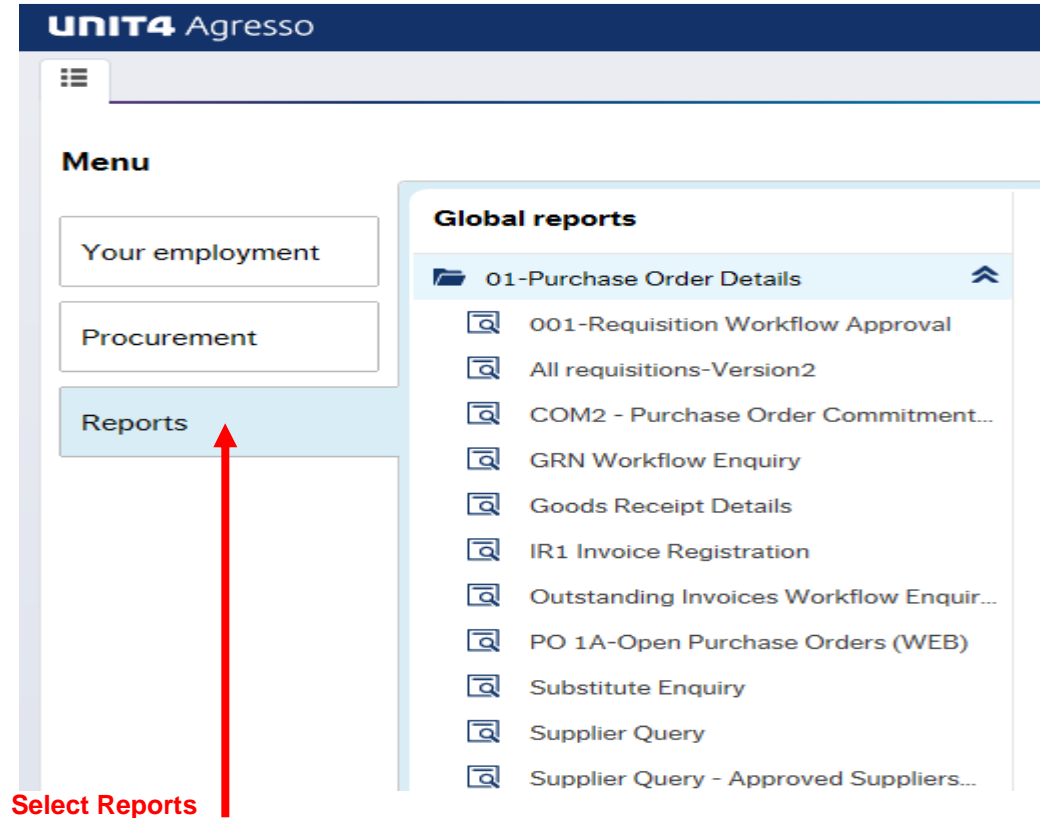 UNIT4 Agresso
Menu
Your employment
Procurement
Reports
Global reports
01-Purchase Order Details
001-Requisition Workflow Approval
All requisitions-Version2
COM2 - Purchase Order Commitment...
GRN Workflow Enquiry
Goods Receipt Details
IR1 Invoice Registration
Outstanding Invoices Workflow Enquir...
PO 1A-Open Purchase Orders (WEB)
Substitute Enquiry
Supplier Query
Supplier Query - Approved Suppliers...
Select Reports